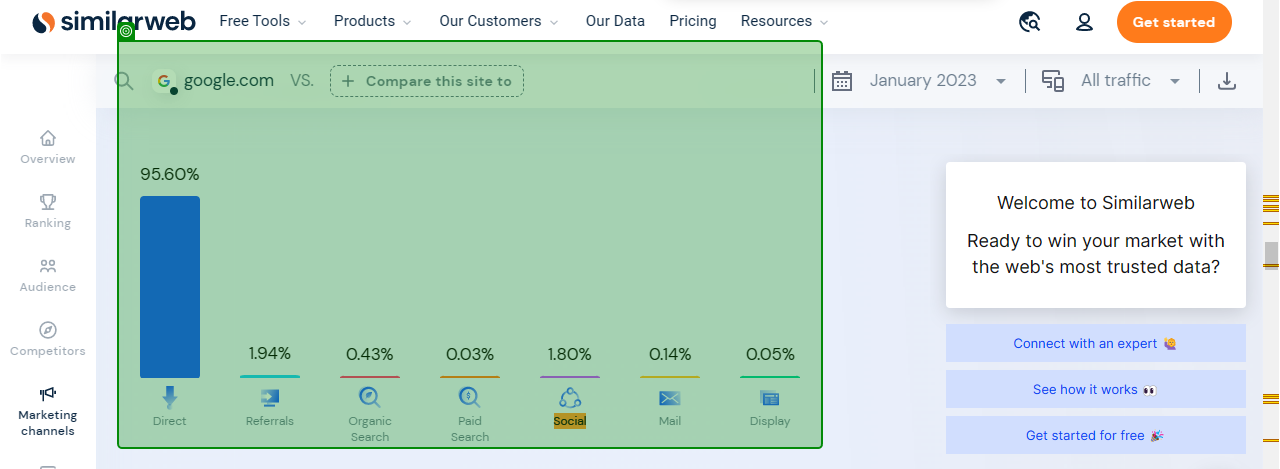 similarweb
Free Tools
Products
Our Customers
Our Data
Pricing
Resources
Get started
google.com
VS.
+ Compare this site to
January 2023
All traffic
Overview
Ranking
Audience
Competitors
Marketing
channels
95.60%
1.94%
0.43%
0.03%
1.80%
0.14%
0.05%
Direct
Referrals
Organic
Search
Paid
Search
Social
Mail
Display
Welcome to Similarweb
Ready to win your market with
the web's most trusted data?
Connect with an expert 🙋
See how it works 👀
Get started for free 🎉